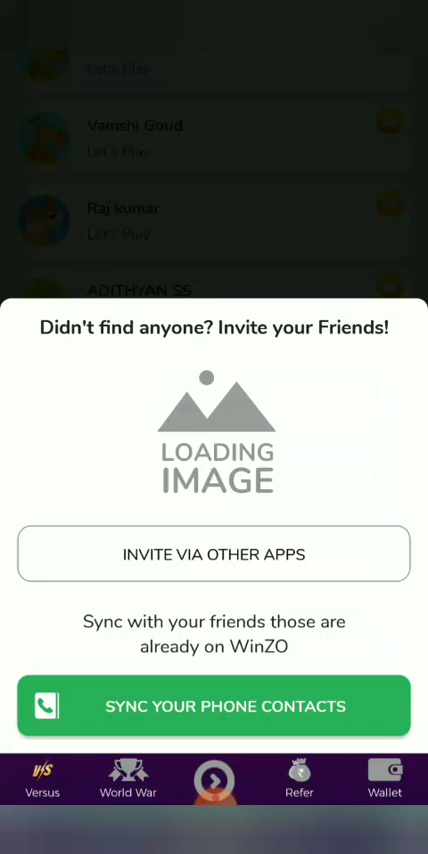 Let's Play
Vamshi Goud
Let's Play
Raj kumar
Let's Play
ADITHYAN SS
Didn't find anyone? Invite your Friends!
LOADING
IMAGE
INVITE VIA OTHER APPS
Sync with your friends those are
already on WinZO
SYNC YOUR PHONE CONTACTS
V/S
₹
Versus
World War
Refer
Wallet